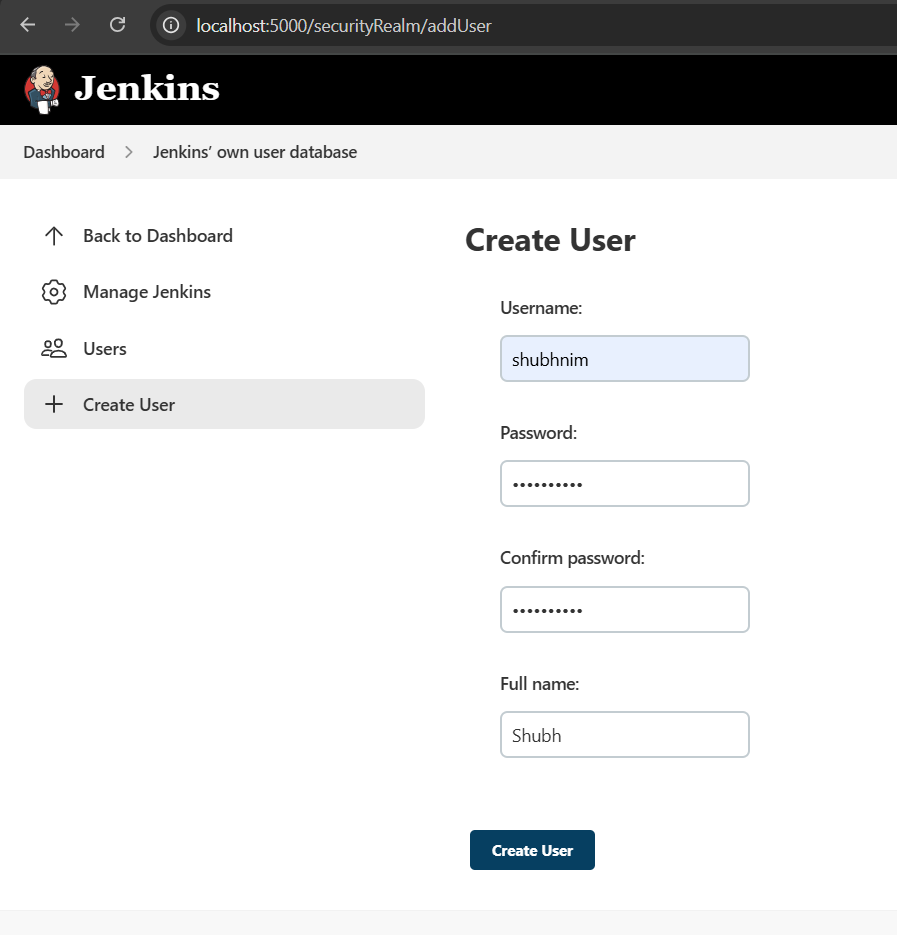 localhost:5000/securityRealm/addUser
Jenkins
Dashboard > Jenkins' own user database
Back to Dashboard
Manage Jenkins
Users
Create User
Create User
Username:
shubhnim
Password:
••••••••••
Confirm password:
••••••••••
Full name:
Shubh
Create User